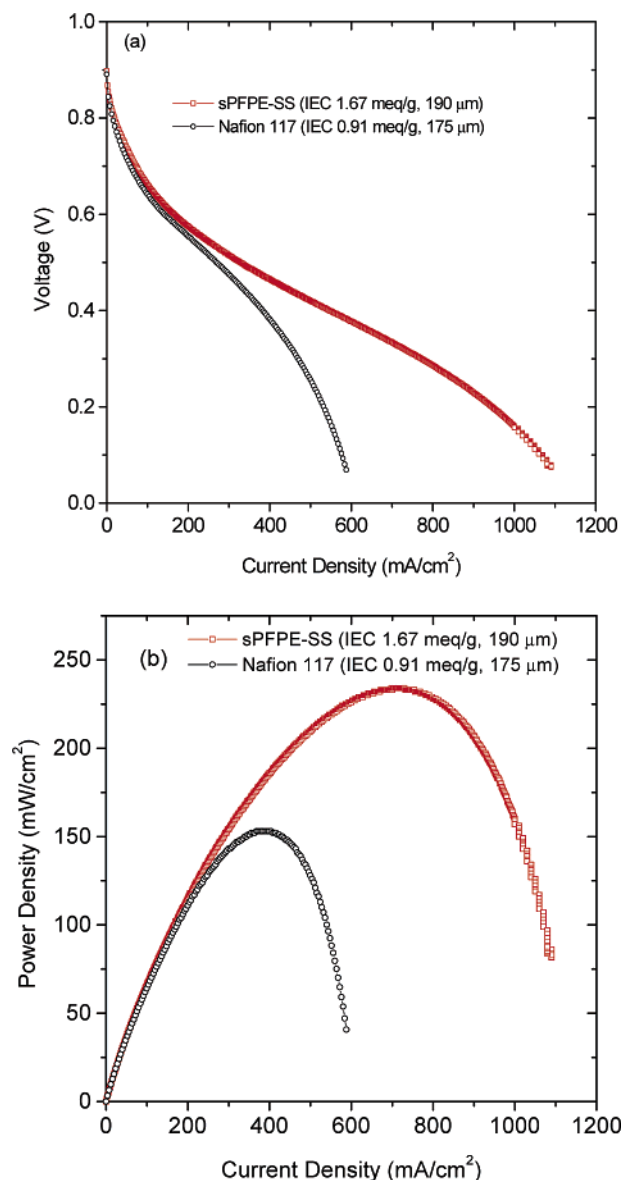 (a)
sPFPE-SS (IEC 1.67 meq/g, 190 μm)
Nafion 117 (IEC 0.91 meq/g, 175 μm)
1.0
0.8
0.6
0.4
0.2
0.0
Voltage (V)
0 200 400 600 800 1000 1200
Current Density (mA/cm²)
(b)
sPFPE-SS (IEC 1.67 meq/g, 190 μm)
Nafion 117 (IEC 0.91 meq/g, 175 μm)
250
200
150
100
50
0
Power Density (mW/cm²)
0 200 400 600 800 1000 1200
Current Density (mA/cm²)